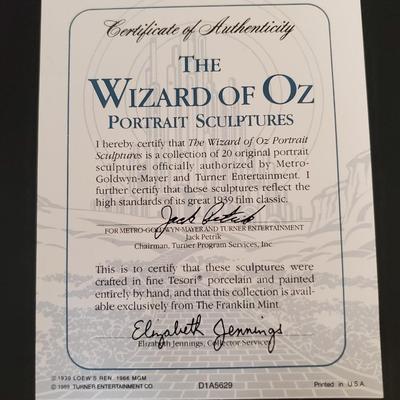 Certificate of Authenticity
THE
WIZARD OF OZ
PORTRAIT SCULPTURES
I hereby certify that The Wizard of Oz Portrait
Sculptures is a collection of 20 original portrait
sculptures officially authorized by Metro-
Goldwyn-Mayer and Turner Entertainment. I
further certify that these sculptures reflect the
high standards of its great 1939 film classic.
Jack Petrik
FOR METRO-GOLDWYN-MAYER AND TURNER ENTERTAINMENT
Jack Petrik
Chairman, Turner Program Services, Inc
This is to certify that these sculptures were
crafted in fine Tesori® porcelain and painted
entirely by hand, and that this collection is avail-
able exclusively from The Franklin Mint.
Elizabeth Jennings
Elizabeth Jennings, Collector Services
© 1939 LOEW'S REN. 1966 MGM
© 1989 TURNER ENTERTAINMENT CO. D1A5629 Printed in U.S.A.